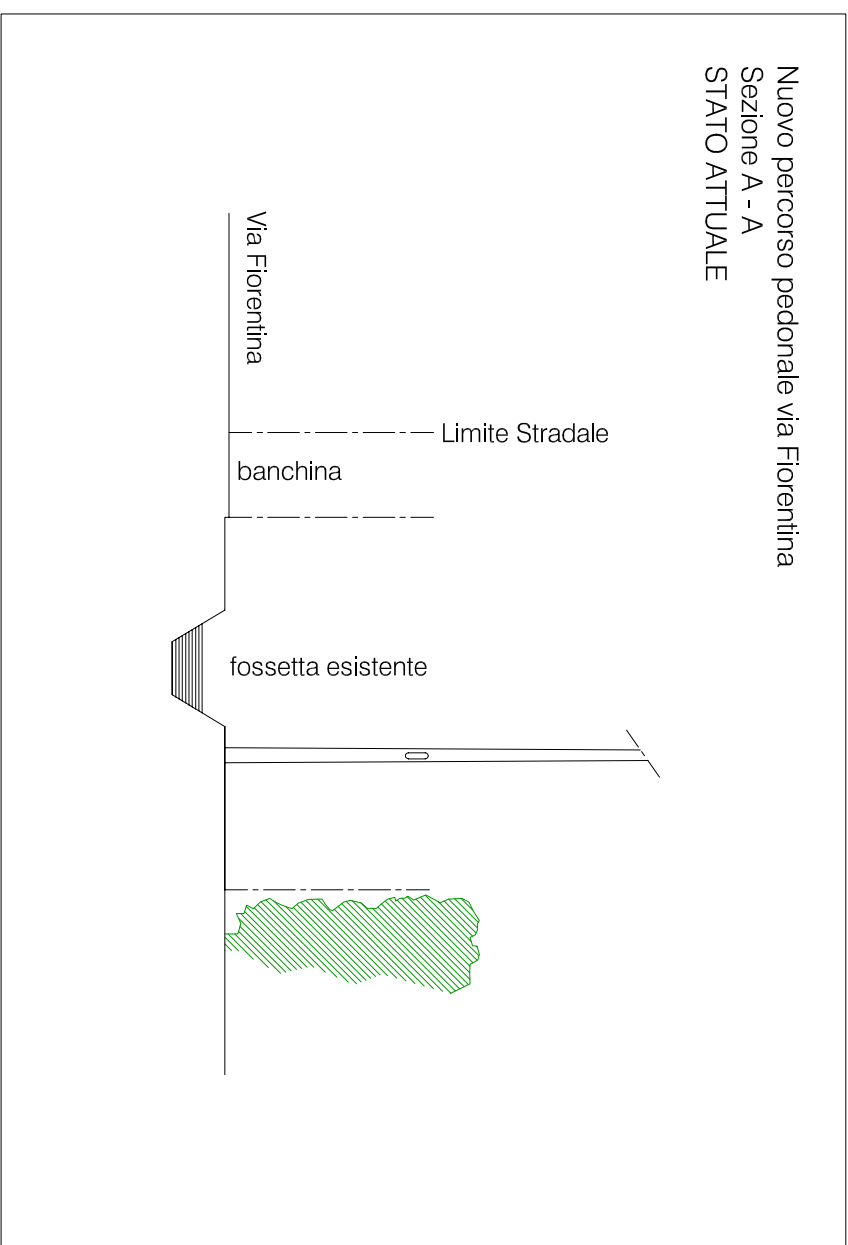 Nuovo percorso pedonale via Fiorentina
Sezione A - A
STATO ATTUALE
Via Fiorentina
Limite Stradale
banchina
fossetta esistente